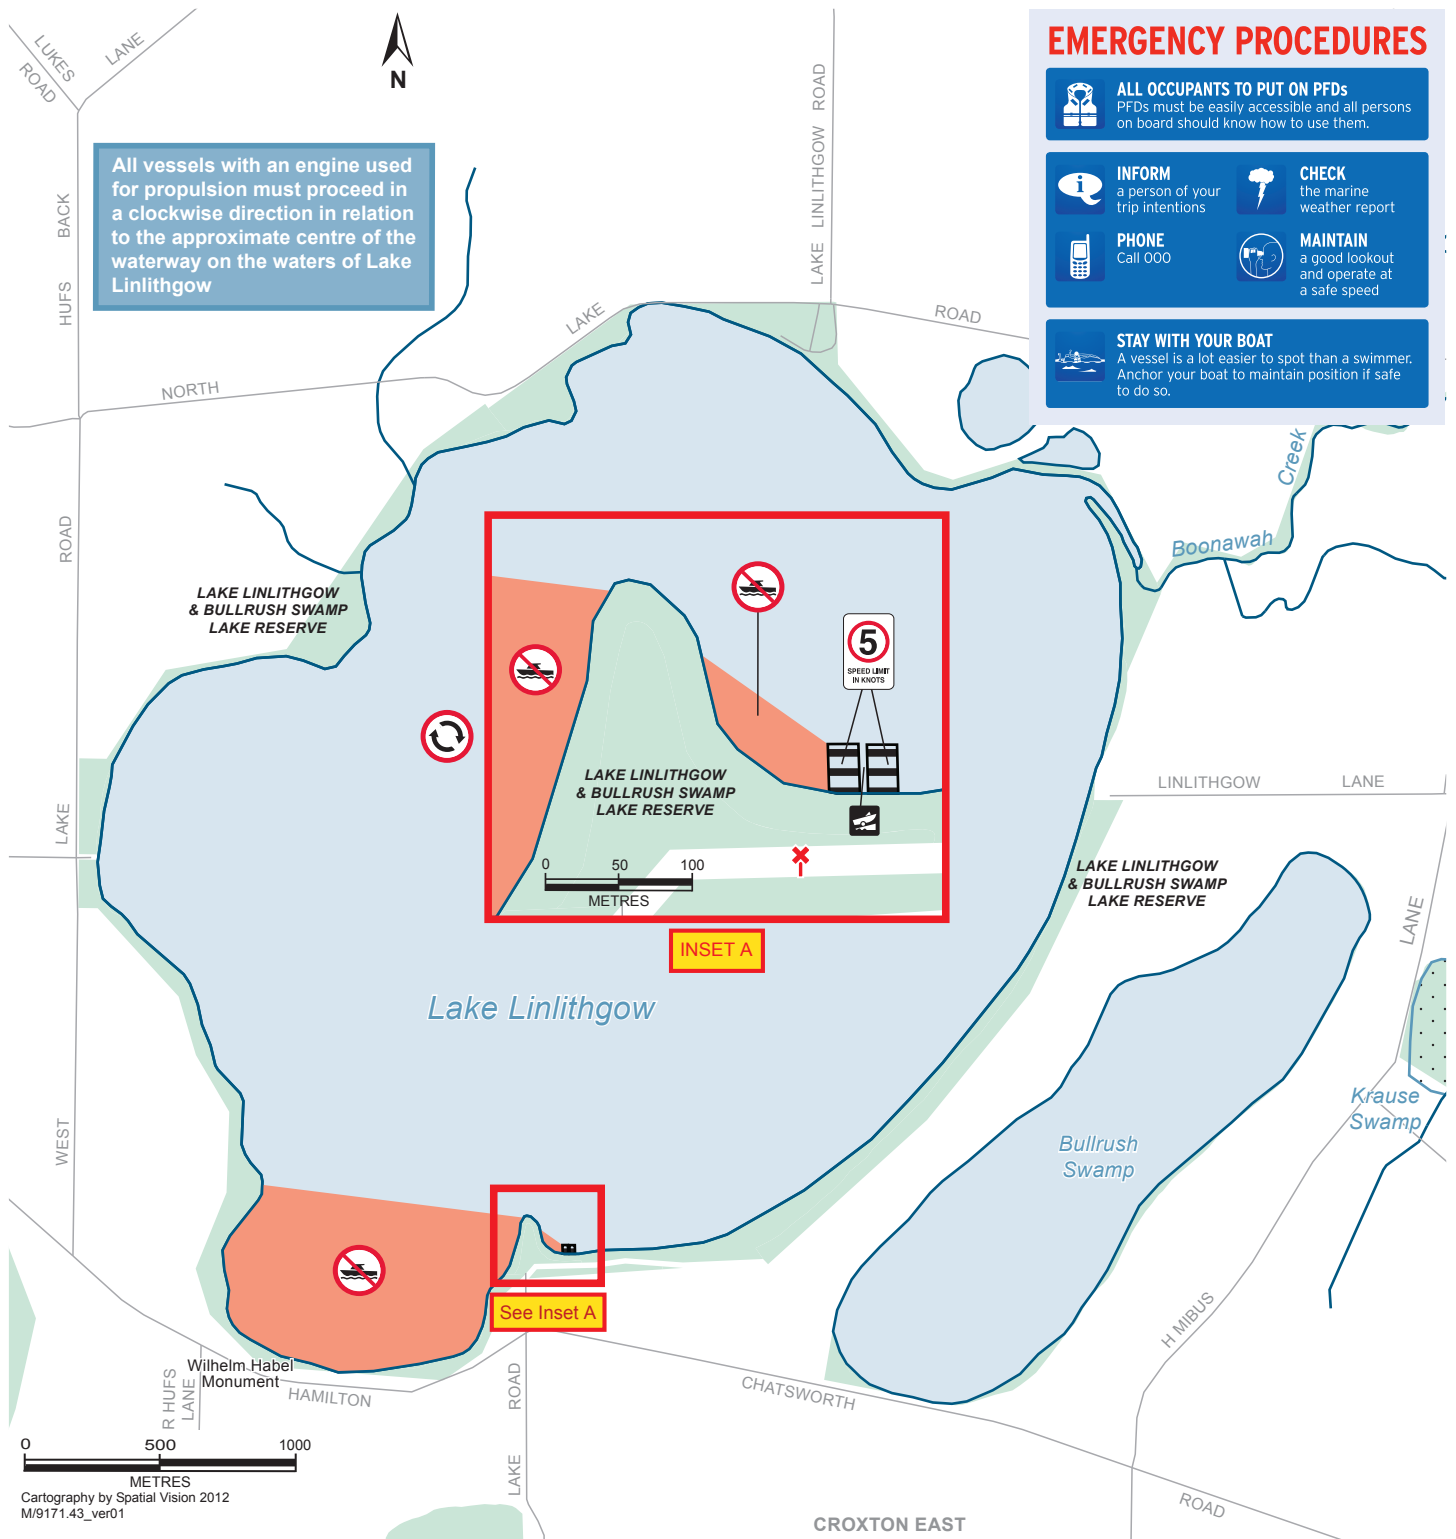 LUKES
ROAD
LANE
N
LAKE LINLITHGOW ROAD
EMERGENCY PROCEDURES
ALL OCCUPANTS TO PUT ON PFDs
PFDs must be easily accessible and all persons
on board should know how to use them.
INFORM
a person of your
trip intentions
CHECK
the marine
weather report
PHONE
Call 000
MAINTAIN
a good lookout
and operate at
a safe speed
STAY WITH YOUR BOAT
A vessel is a lot easier to spot than a swimmer.
Anchor your boat to maintain position if safe
to do so.
All vessels with an engine used
for propulsion must proceed in
a clockwise direction in relation
to the approximate centre of the
waterway on the waters of Lake
Linlithgow
HUFS BACK
ROAD
NORTH
LAKE
ROAD
Boonawah
Creek
LAKE LINLITHGOW
& BULLRUSH SWAMP
LAKE RESERVE
5
SPEED LIMIT
IN KNOTS
LAKE LINLITHGOW
& BULLRUSH SWAMP
LAKE RESERVE
0 50 100
METRES
INSET A
LINLITHGOW LANE
LAKE LINLITHGOW
& BULLRUSH SWAMP
LAKE RESERVE
LAKE
WEST
Lake Linlithgow
LANE
Krause
Swamp
Bullrush
Swamp
H MIBUS
See Inset A
Wilhelm Habel
Monument
R HUFS
LANE
HAMILTON
ROAD
LAKE
CHATSWORTH
ROAD
0 500 1000
METRES
Cartography by Spatial Vision 2012
M/9171.43_ver01
CROXTON EAST